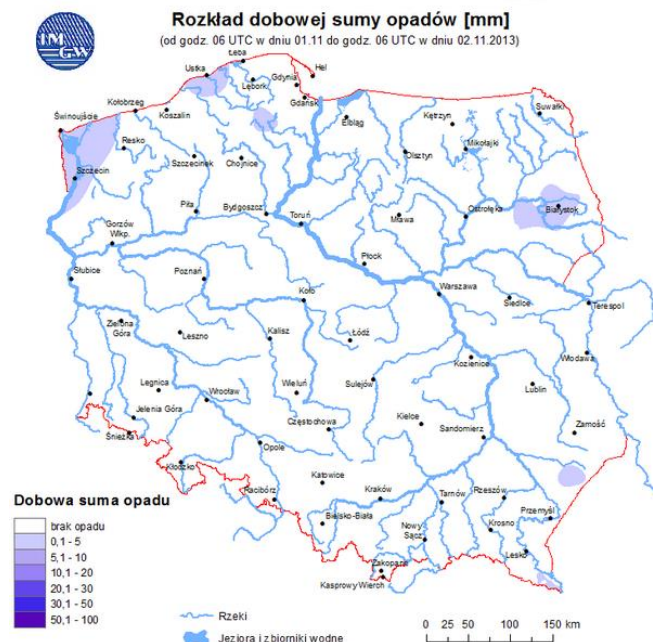 IMGW
Rozkład dobowej sumy opadów [mm]
(od godz. 06 UTC w dniu 01.11 do godz. 06 UTC w dniu 02.11.2013)
Łeba
Hel
Ustka
Lębork
Gdynia
Gdańsk
Kołobrzeg
Koszalin
Świnoujście
Elbląg
Kętrzyn
Suwałki
Resko
Szczecin
Szczecinek
Chojnice
Olsztyn
Mikołajki
Piła
Bydgoszcz
Toruń
Mława
Ostrołęka
Białystok
Gorzów
Wlkp.
Płock
Słubice
Poznań
Koło
Warszawa
Siedlce
Terespol
Zielona
Góra
Leszno
Kalisz
Łódź
Kozienice
Włodawa
Legnica
Wrocław
Wieluń
Sulejów
Lublin
Jelenia Góra
Śnieżka
Częstochowa
Kielce
Sandomierz
Zamość
Opole
Kłodzko
Racibórz
Katowice
Kraków
Tarnów
Rzeszów
Przemyśl
Bielsko-Biała
Nowy
Sącz
Krosno
Lesko
Zakopane
Kasprowy Wierch
Dobowa suma opadu
brak opadu
0,1 - 5
5,1 - 10
10,1 - 20
20,1 - 30
30,1 - 50
50,1 - 100
Rzeki
Jeziora i zbiorniki wodne
0 25 50 100 150 km